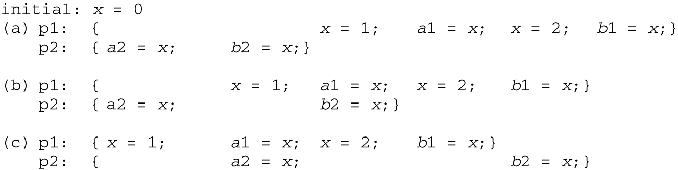 initial: x = 0
(a) p1: { x = 1; a1 = x; x = 2; b1 = x;}
p2: { a2 = x; b2 = x;}
(b) p1: { x = 1; a1 = x; x = 2; b1 = x;}
p2: { a2 = x; b2 = x;}
(c) p1: { x = 1; a1 = x; x = 2; b1 = x;}
p2: { a2 = x; b2 = x;}